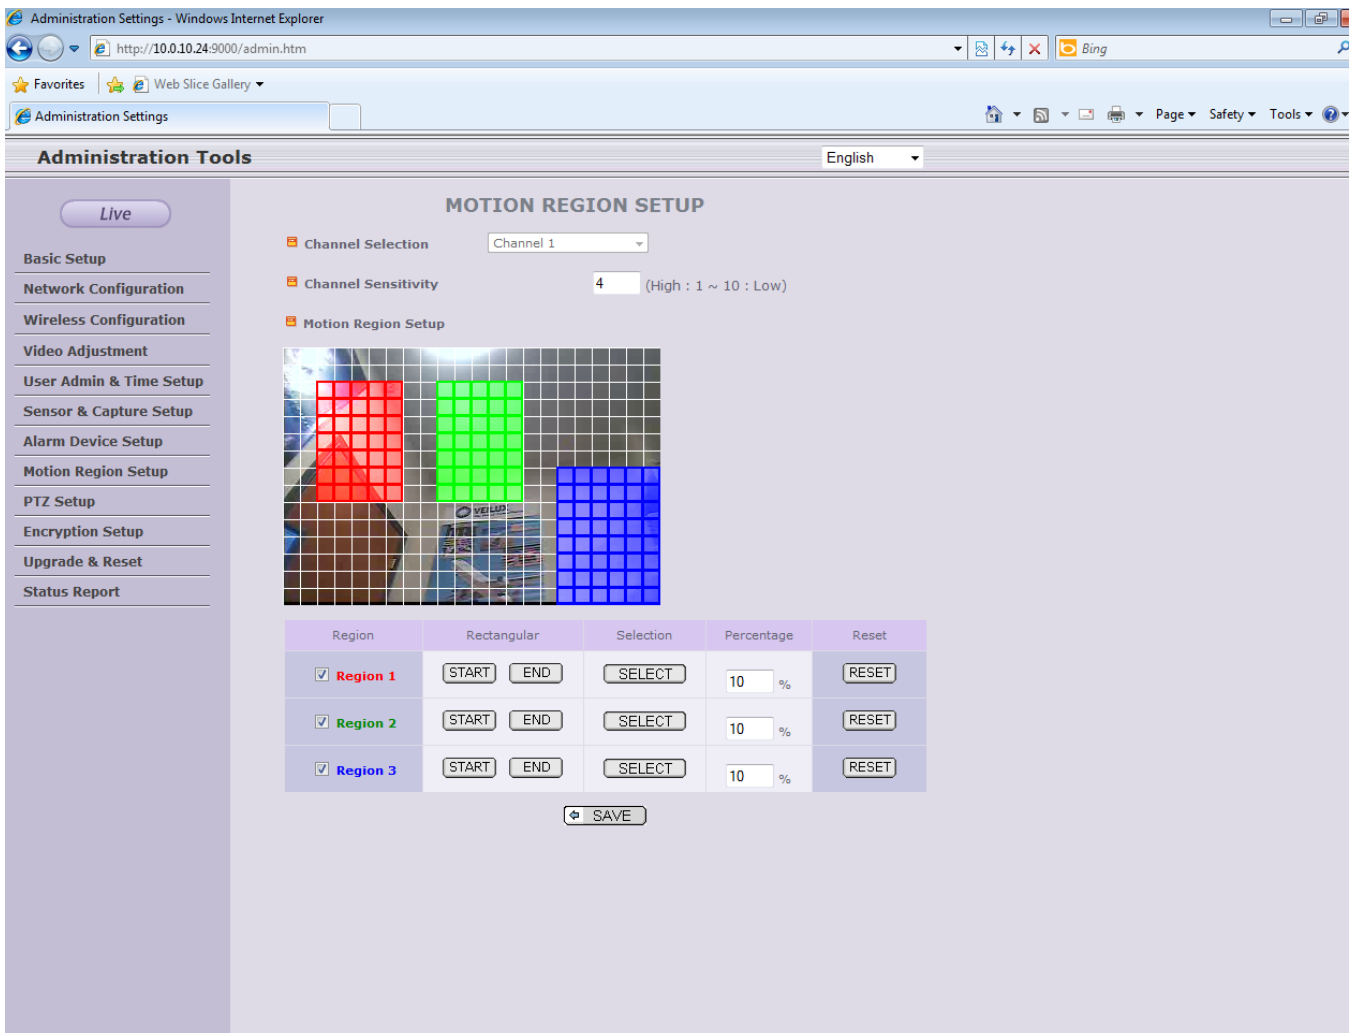 Administration Settings - Windows Internet Explorer
http://10.0.10.24:9000/admin.htm
Bing
Favorites
Web Slice Gallery
Administration Settings
Page
Safety
Tools
Administration Tools
English
Live
Basic Setup
Network Configuration
Wireless Configuration
Video Adjustment
User Admin & Time Setup
Sensor & Capture Setup
Alarm Device Setup
Motion Region Setup
PTZ Setup
Encryption Setup
Upgrade & Reset
Status Report
MOTION REGION SETUP
Channel Selection Channel 1
Channel Sensitivity 4 (High : 1 ~ 10 : Low)
Motion Region Setup
VEILUX
Region Rectangular Selection Percentage Reset
Region 1 START END SELECT 10 % RESET
Region 2 START END SELECT 10 % RESET
Region 3 START END SELECT 10 % RESET
SAVE